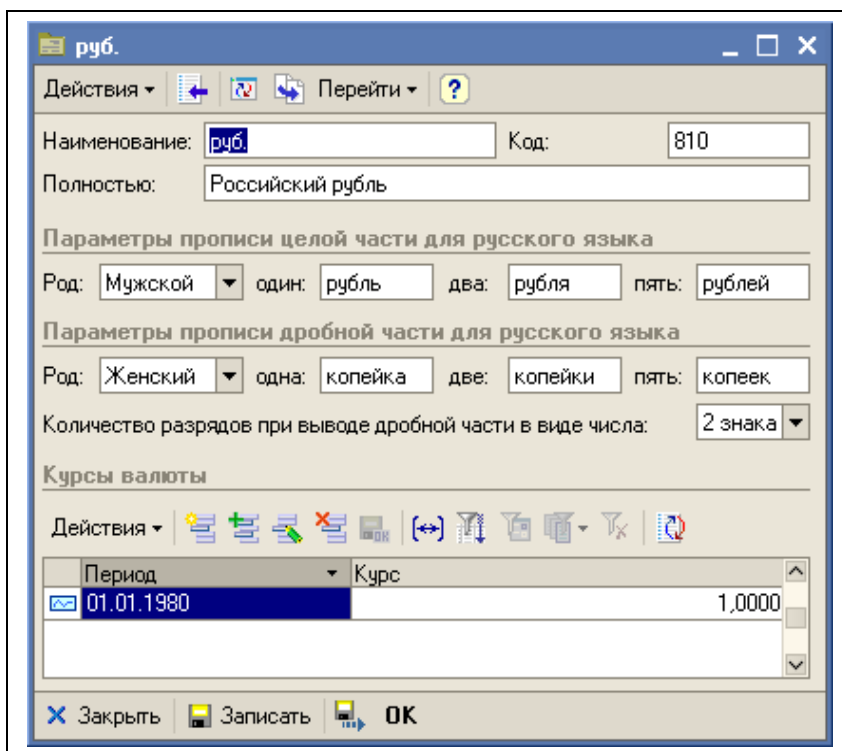 руб.
Действия Перейти ?
Наименование: руб. Код: 810
Полностью: Российский рубль
Параметры прописи целой части для русского языка
Род: Мужской один: рубль два: рубля пять: рублей
Параметры прописи дробной части для русского языка
Род: Женский одна: копейка две: копейки пять: копеек
Количество разрядов при выводе дробной части в виде числа: 2 знака
Курсы валюты
Действия OK
Период Курс
01.01.1980 1,0000
Закрыть Записать OK